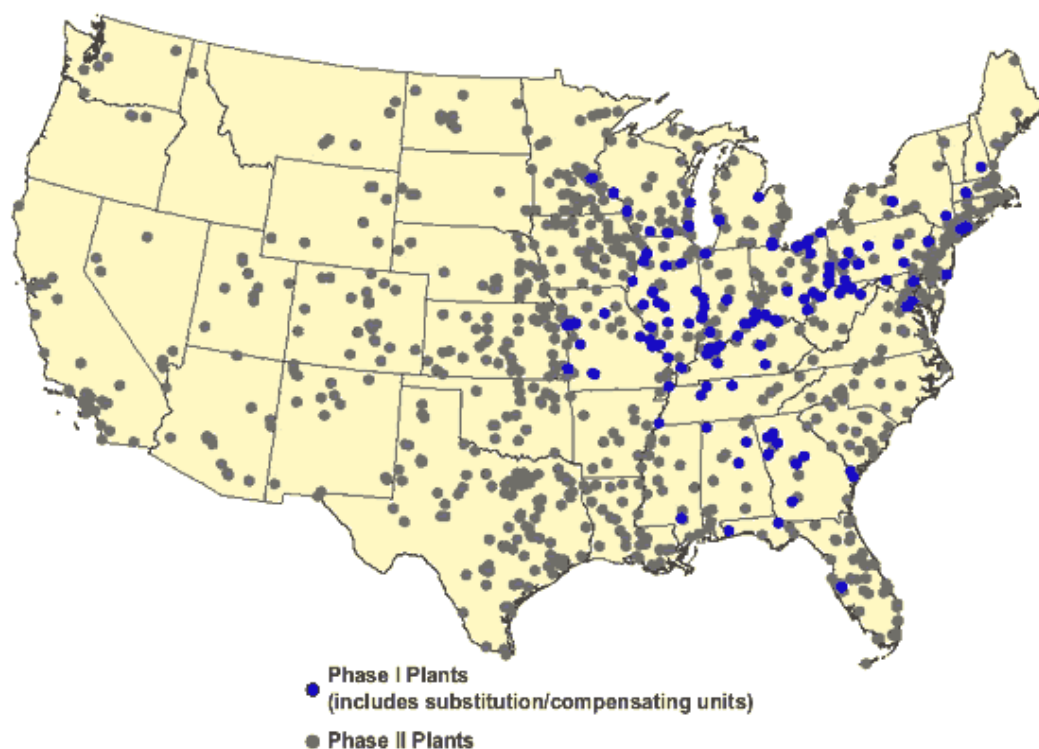 Phase I Plants
(includes substitution/compensating units)
Phase II Plants